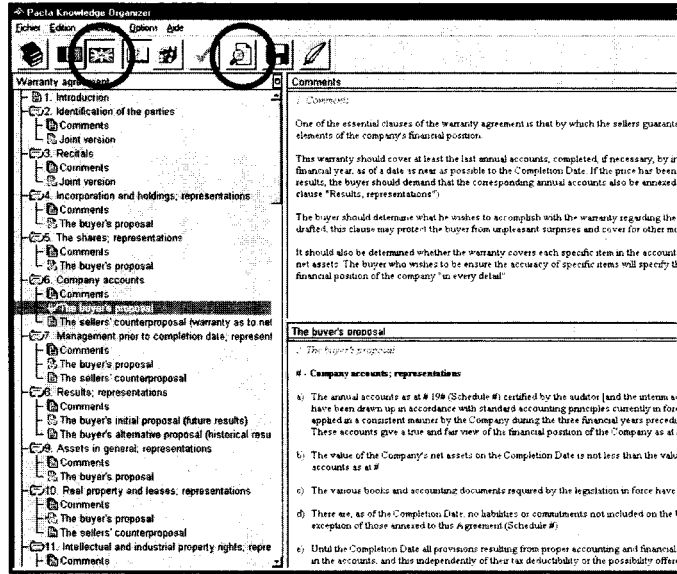 Pacta Knowledge Organizer
Fichier Edition Options Aide
Warranty agreement
1. Introduction
2. Identification of the parties
Comments
Joint version
3. Recitals
Comments
Joint version
4. Incorporation and holdings; representations
Comments
The buyer's proposal
5. The shares; representations
Comments
The buyer's proposal
6. Company accounts
Comments
The buyer's proposal
The sellers' counterproposal (warranty as to net
7. Management prior to completion date; represent
Comments
The buyer's proposal
The sellers' counterproposal
8. Results; representations
Comments
The buyer's initial proposal (future results)
The buyer's alternative proposal (historical resu
9. Assets in general; representations
Comments
The buyer's proposal
10. Real property and leases; representations
Comments
The buyer's proposal
The sellers' counterproposal
11. Intellectual and industrial property rights; repre
Comments
Comments
1. Comments
One of the essential clauses of the warranty agreement is that by which the sellers guarante
elements of the company's financial position.
This warranty should cover at least the last annual accounts, completed, if necessary, by in
financial year, as of a date as near as possible to the Completion Date. If the price has been
results, the buyer should demand that the corresponding annual accounts also be annexed
clause "Results, representations")
The buyer should determine what he wishes to accomplish with the warranty regarding the
drafted, this clause may protect the buyer from unpleasant surprises and cover for other mo
It should also be determined whether the warranty covers each specific item in the account
net assets. The buyer who wishes to be ensure the accuracy of specific items will specify th
financial position of the company "in every detail"
The buyer's proposal
2. The buyer's proposal
# - Company accounts; representations
a) The annual accounts as at # 19# (Schedule #) certified by the auditor [and the interim ac
have been drawn up in accordance with standard accounting principles currently in for
applied in a consistent manner by the Company during the three financial years precedi
These accounts give a true and fair view of the financial position of the Company as at
b) The value of the Company's net assets on the Completion Date is not less than the valu
accounts as at #
c) The various books and accounting documents required by the legislation in force have
d) There are, as of the Completion Date, no liabilities or commitments not included on the
exception of those annexed to this Agreement (Schedule #)
e) Until the Completion Date all provisions resulting from proper accounting and financial
in the accounts, and this independently of their tax deductibility or the possibility offere